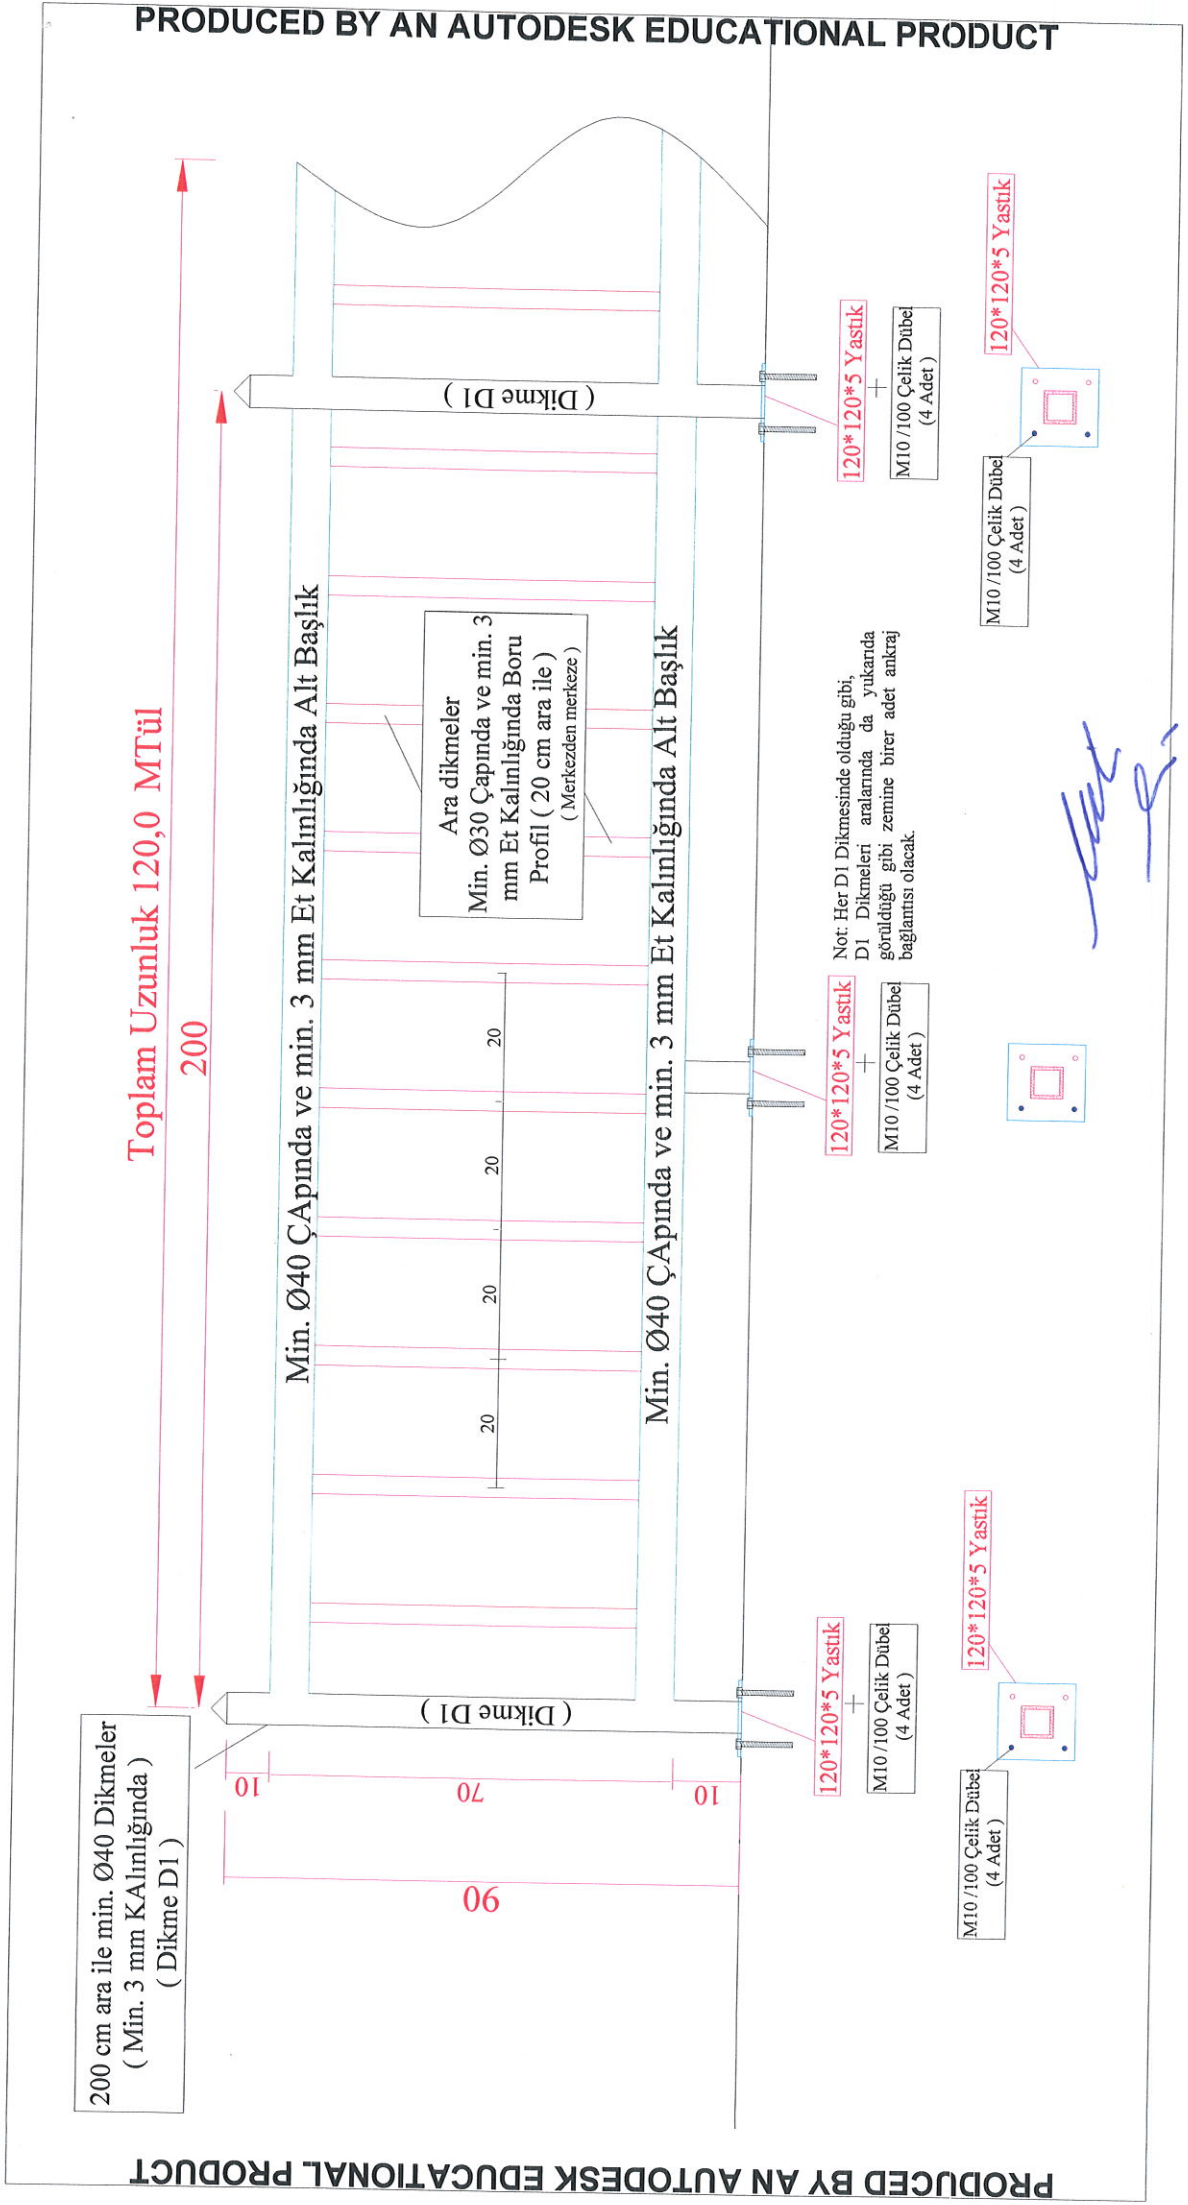 PRODUCED BY AN AUTODESK EDUCATIONAL PRODUCT
200 cm ara ile min. Ø40 Dikmeler
( Min. 3 mm KAlınlığında )
( Dikme D1 )
Toplam Uzunluk 120,0 MTül
200
Min. Ø40 ÇApında ve min. 3 mm Et Kalınlığında Alt Başlık
10
70
10
90
( Dikme D1 )
( Dikme D1 )
20
20
20
20
Ara dikmeler
Min. Ø30 Çapında ve min. 3
mm Et Kalınlığında Boru
Profil ( 20 cm ara ile )
( Merkezden merkeze )
Min. Ø40 ÇApında ve min. 3 mm Et Kalınlığında Alt Başlık
120*120*5 Yastık
+
M10 /100 Çelik Dübel
(4 Adet )
120*120*5 Yastık
+
M10 /100 Çelik Dübel
(4 Adet )
Not: Her D1 Dikmesinde olduğu gibi,
D1 Dikmeleri aralarında da yukarıda
görüldüğü gibi zemine birer adet ankraj
bağlantısı olacak.
120*120*5 Yastık
+
M10 /100 Çelik Dübel
(4 Adet )
M10 /100 Çelik Dübel
(4 Adet )
120*120*5 Yastık
M10 /100 Çelik Dübel
(4 Adet )
120*120*5 Yastık
PRODUCED BY AN AUTODESK EDUCATIONAL PRODUCT